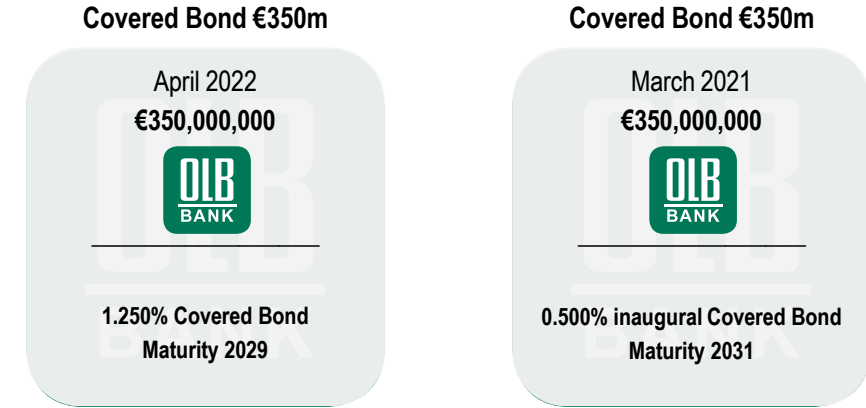 Covered Bond €350m
April 2022
€350,000,000
OLB
BANK
1.250% Covered Bond
Maturity 2029
Covered Bond €350m
March 2021
€350,000,000
OLB
BANK
0.500% inaugural Covered Bond
Maturity 2031